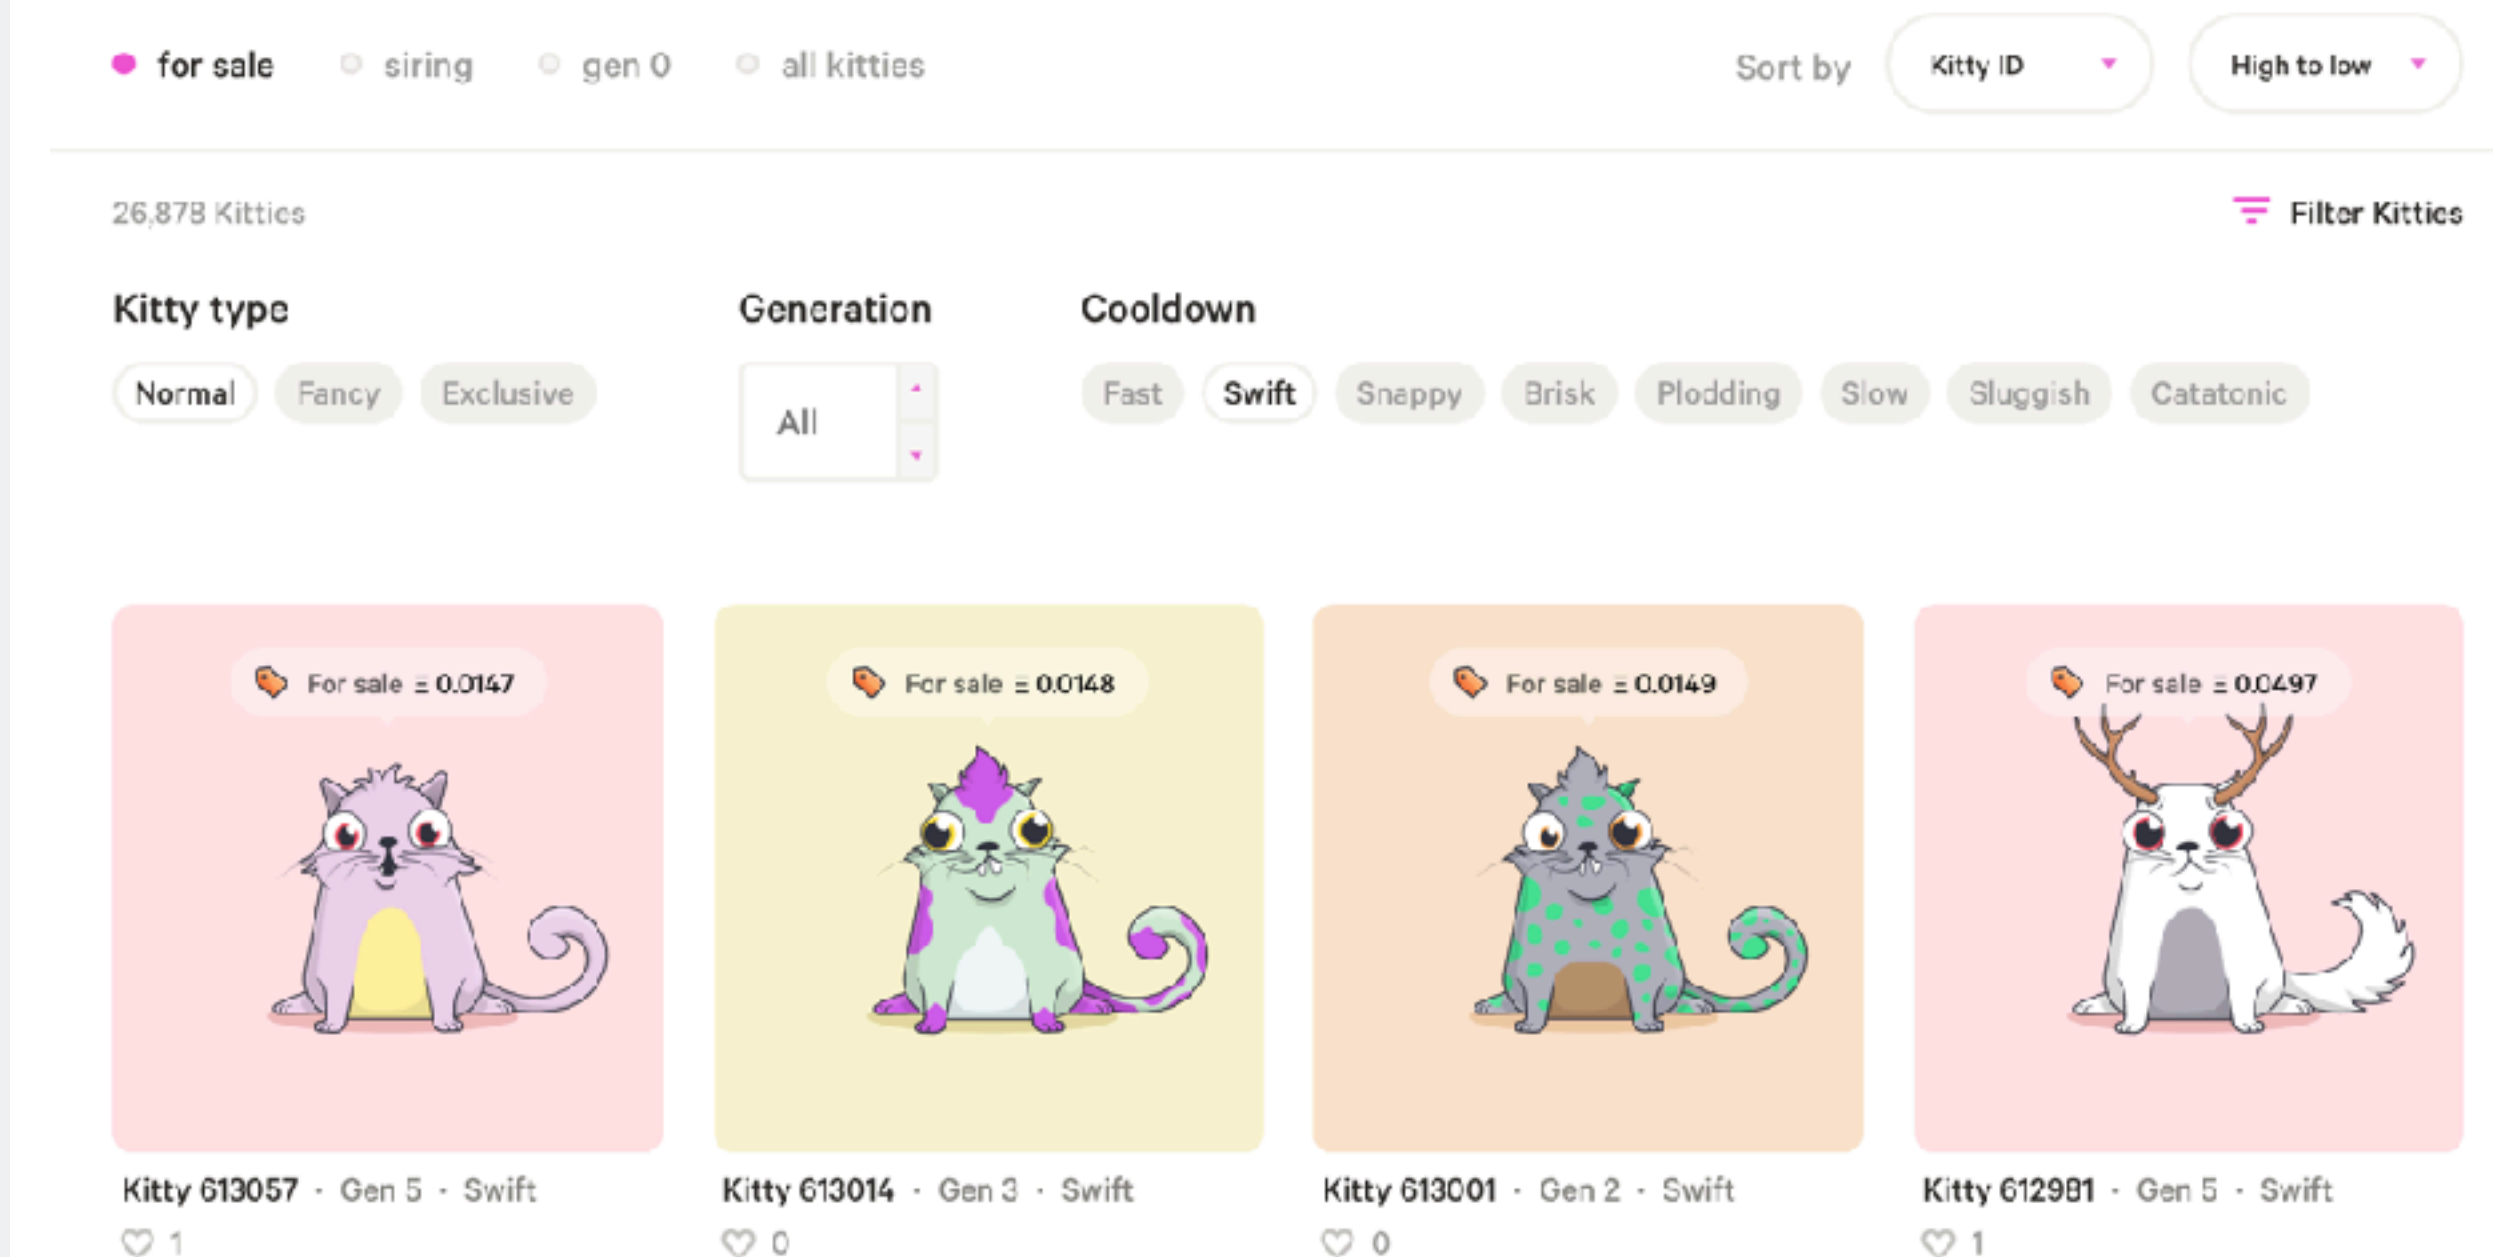 for sale siring gen 0 all kitties Sort by Kitty ID High to low
26,878 Kitties Filter Kitties
Kitty type Generation Cooldown
Normal Fancy Exclusive All Fast Swift Snappy Brisk Plodding Slow Sluggish Catatonic
For sale Ξ 0.0147 For sale Ξ 0.0148 For sale Ξ 0.0149 For sale Ξ 0.0497
Kitty 613057 · Gen 5 · Swift Kitty 613014 · Gen 3 · Swift Kitty 613001 · Gen 2 · Swift Kitty 612981 · Gen 5 · Swift
1 0 0 1